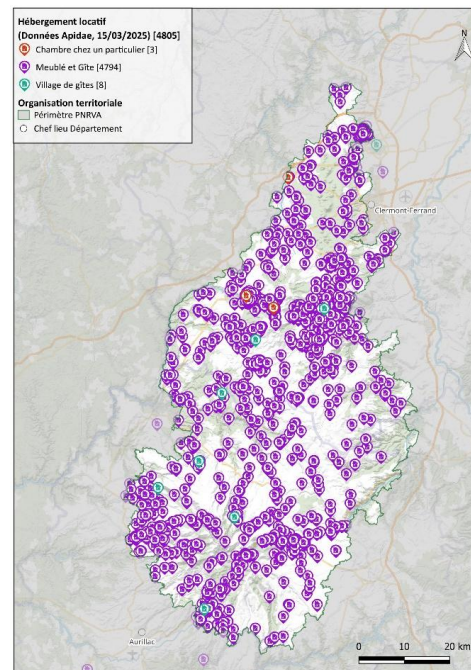 Hébergement locatif
(Données Apidae, 15/03/2025) [4805]
Chambre chez un particulier [3]
Meublé et Gîte [4794]
Village de gîtes [8]
Organisation territoriale
Périmètre PNRVA
Chef lieu Département
N
Clermont-Ferrand
Aurillac
0 10 20 km